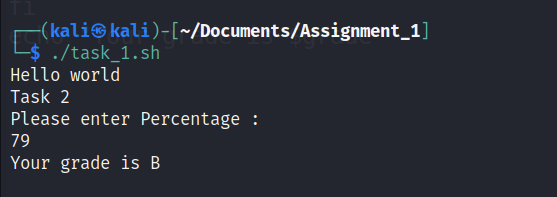 ┌──(kali㉿kali)-[~/Documents/Assignment_1]
└─$ ./task_1.sh
Hello world
Task 2
Please enter Percentage :
79
Your grade is B